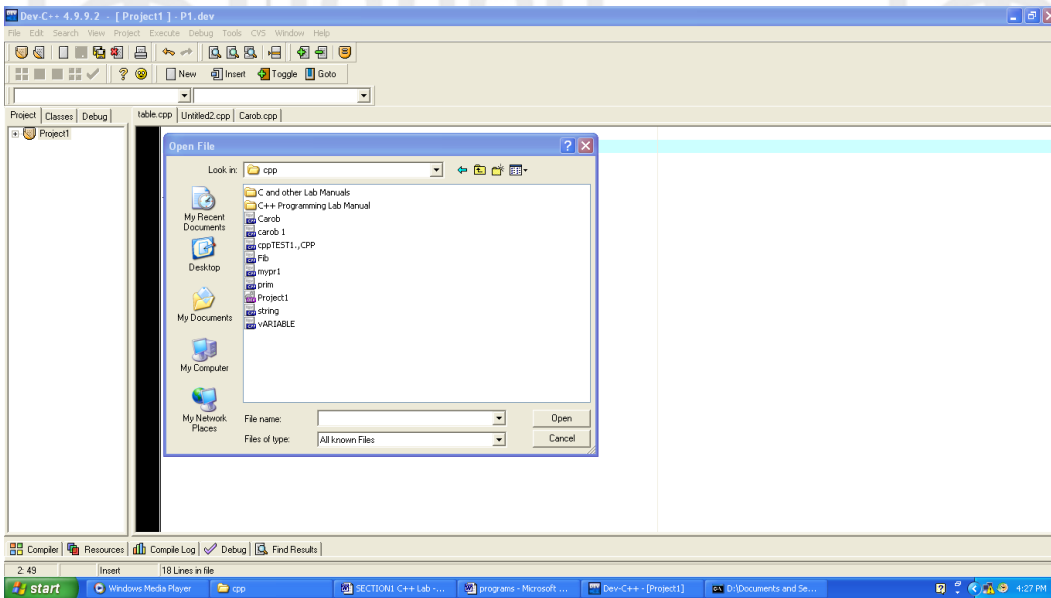 Dev-C++ 4.9.9.2 - [ Project1 ] - P1.dev
File Edit Search View Project Execute Debug Tools CVS Window Help
New Insert Toggle Goto
Project Classes Debug
table.cpp Untitled2.cpp Carob.cpp
Project1
Open File
Look in: cpp
My Recent Documents
Desktop
My Documents
My Computer
My Network Places
C and other Lab Manuals
C++ Programming Lab Manual
Carob
carob 1
cppTEST1.,CPP
Fib
mypr1
prim
Project1
string
vARIABLE
File name: Open
Files of type: All known Files Cancel
Compiler Resources Compile Log Debug Find Results
2: 49 Insert 18 Lines in file
start Windows Media Player cpp SECTION1 C++ Lab -... programs - Microsoft ... Dev-C++ - [Project1] D:\Documents and Se... 4:27 PM